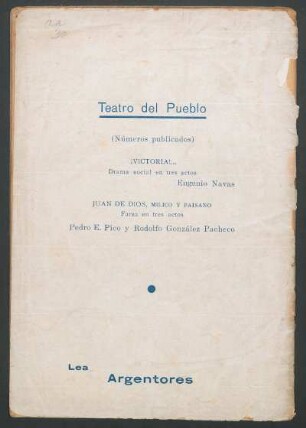 Teatro del Pueblo
(Números publicados)
¡VICTORIA!...
Drama social en tres actos
Eugenio Navas
JUAN DE DIOS, MILICO Y PAISANO
Farsa en tres actos
Pedro E. Pico y Rodolfo González Pacheco
Lea
Argentores